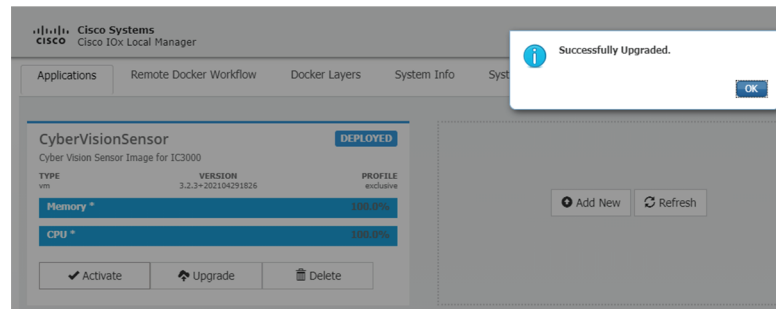 Cisco Systems
CISCO Cisco IOx Local Manager
Successfully Upgraded.
OK
Applications Remote Docker Workflow Docker Layers System Info Syst
CyberVisionSensor DEPLOYED
Cyber Vision Sensor Image for IC3000
TYPE VERSION PROFILE
vm 3.2.3+202104291826 exclusive
Memory * 100.0%
CPU * 100.0%
Activate Upgrade Delete
Add New Refresh